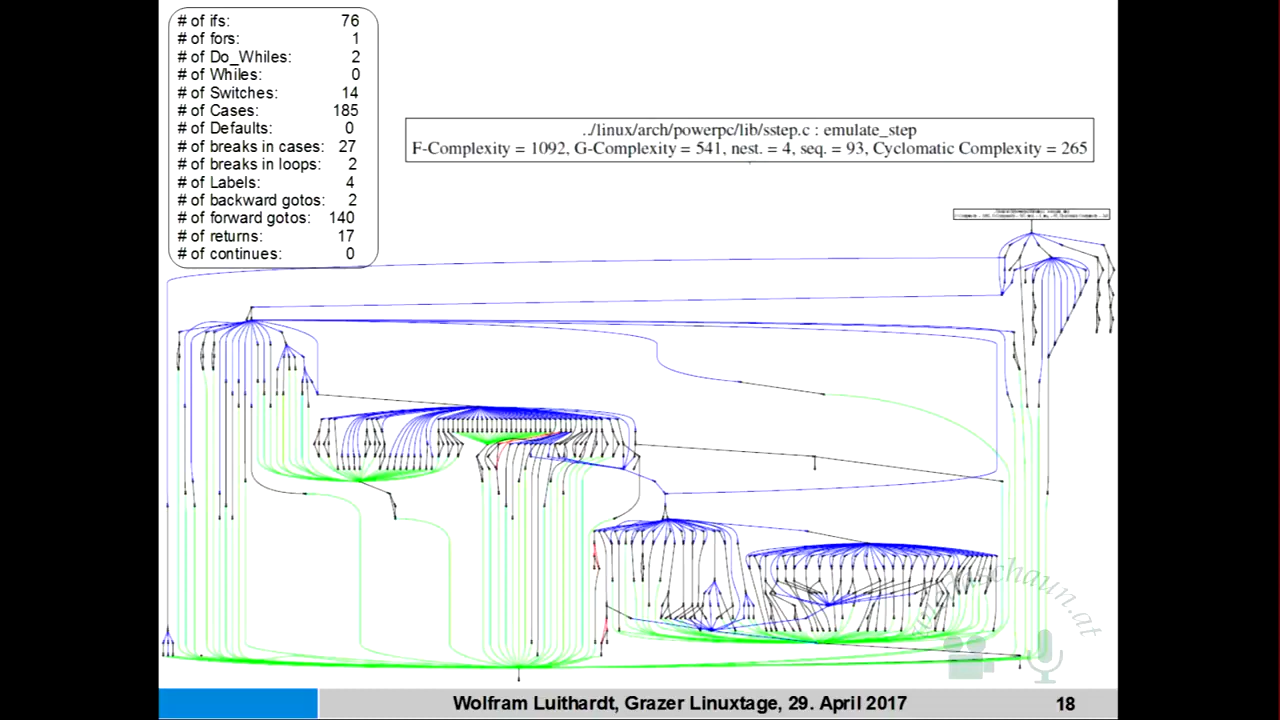 # of ifs: 76
# of fors: 1
# of Do_Whiles: 2
# of Whiles: 0
# of Switches: 14
# of Cases: 185
# of Defaults: 0
# of breaks in cases: 27
# of breaks in loops: 2
# of Labels: 4
# of backward gotos: 2
# of forward gotos: 140
# of returns: 17
# of continues: 0
../linux/arch/powerpc/lib/sstep.c : emulate_step
F-Complexity = 1092, G-Complexity = 541, nest. = 4, seq. = 93, Cyclomatic Complexity = 265
Wolfram Luithardt, Grazer Linuxtage, 29. April 2017
18